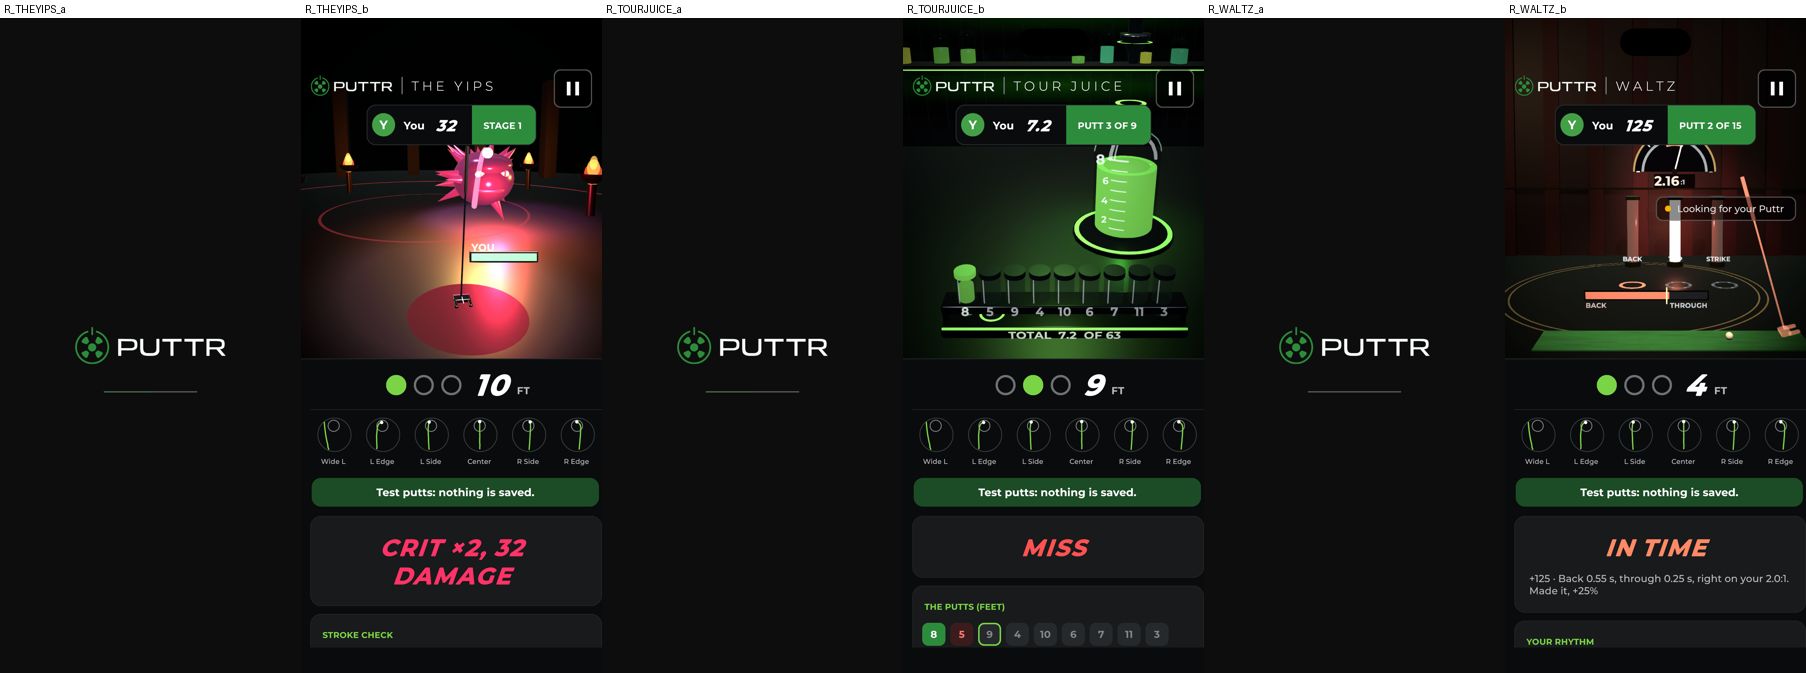 R_THEYIPS_a
PUTTR
R_THEYIPS_b
PUTTR | THE YIPS
Y You 32 STAGE 1
YOU
10 FT
Wide L L Edge L Side Center R Side R Edge
Test putts: nothing is saved.
CRIT ×2, 32
DAMAGE
STROKE CHECK
R_TOURJUICE_a
PUTTR
R_TOURJUICE_b
PUTTR | TOUR JUICE
Y You 7.2 PUTT 3 OF 9
8
6
4
2
8 5 9 4 10 6 7 11 3
TOTAL 7.2 OF 63
9 FT
Wide L L Edge L Side Center R Side R Edge
Test putts: nothing is saved.
MISS
THE PUTTS (FEET)
8 5 9 4 10 6 7 11 3
R_WALTZ_a
PUTTR
R_WALTZ_b
PUTTR | WALTZ
Y You 125 PUTT 2 OF 15
2.16:1
Looking for your Puttr
BACK STRIKE
BACK THROUGH
4 FT
Wide L L Edge L Side Center R Side R Edge
Test putts: nothing is saved.
IN TIME
+125 · Back 0.55 s, through 0.25 s, right on your 2.0:1.
Made it, +25%
YOUR RHYTHM